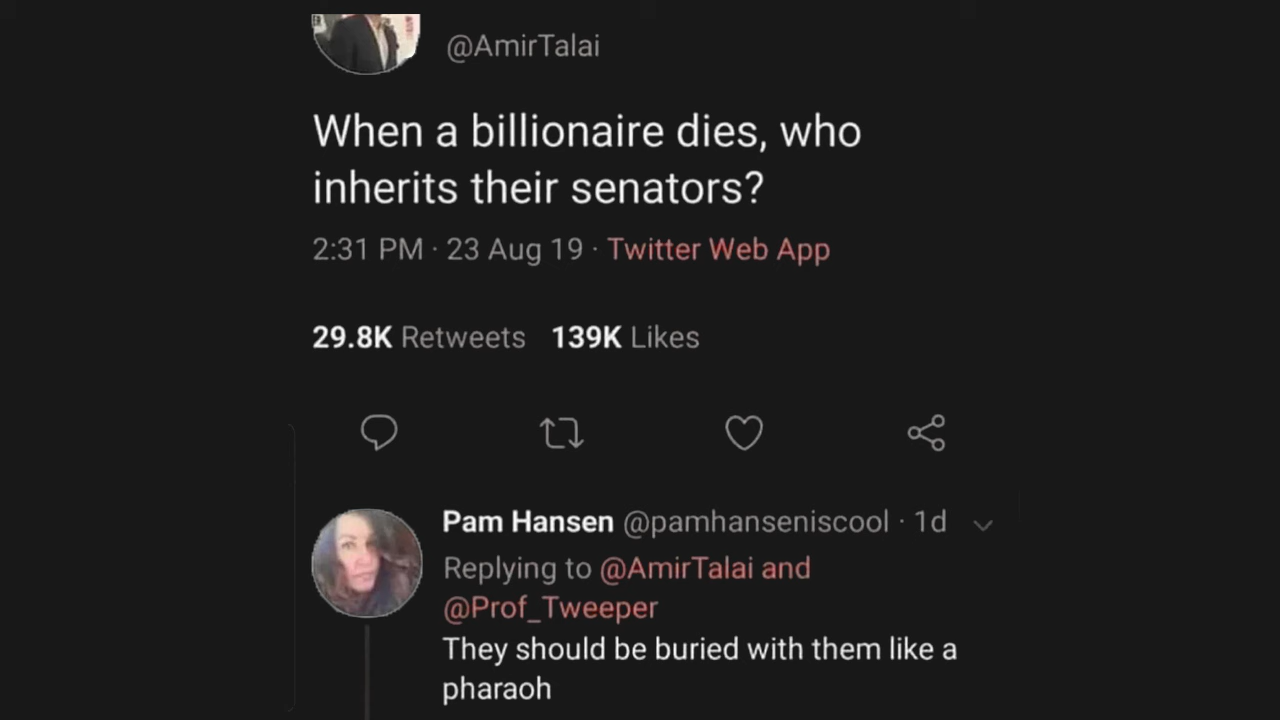 @AmirTalai
When a billionaire dies, who
inherits their senators?
2:31 PM · 23 Aug 19 · Twitter Web App
29.8K Retweets 139K Likes
Pam Hansen @pamhanseniscool · 1d
Replying to @AmirTalai and
@Prof_Tweeper
They should be buried with them like a
pharaoh